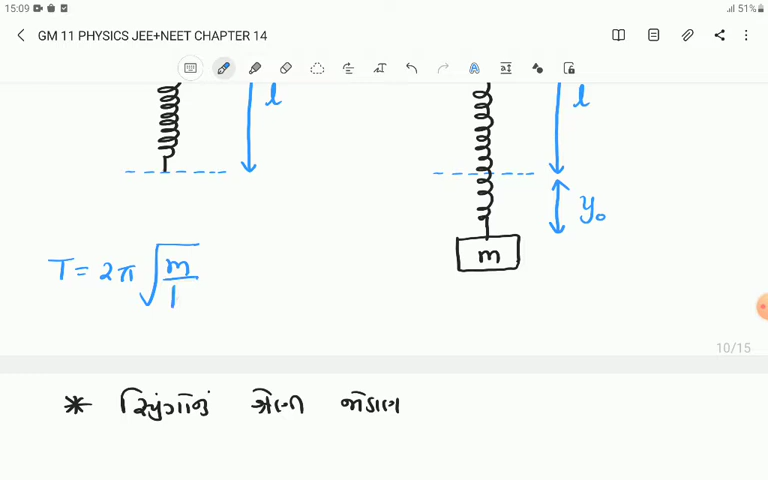 15:09
51%
GM 11 PHYSICS JEE+NEET CHAPTER 14
l
l
y₀
m
T = 2π √(m/
10/15
* સ્પ્રિંગોનું શ્રેણી જોડાણ